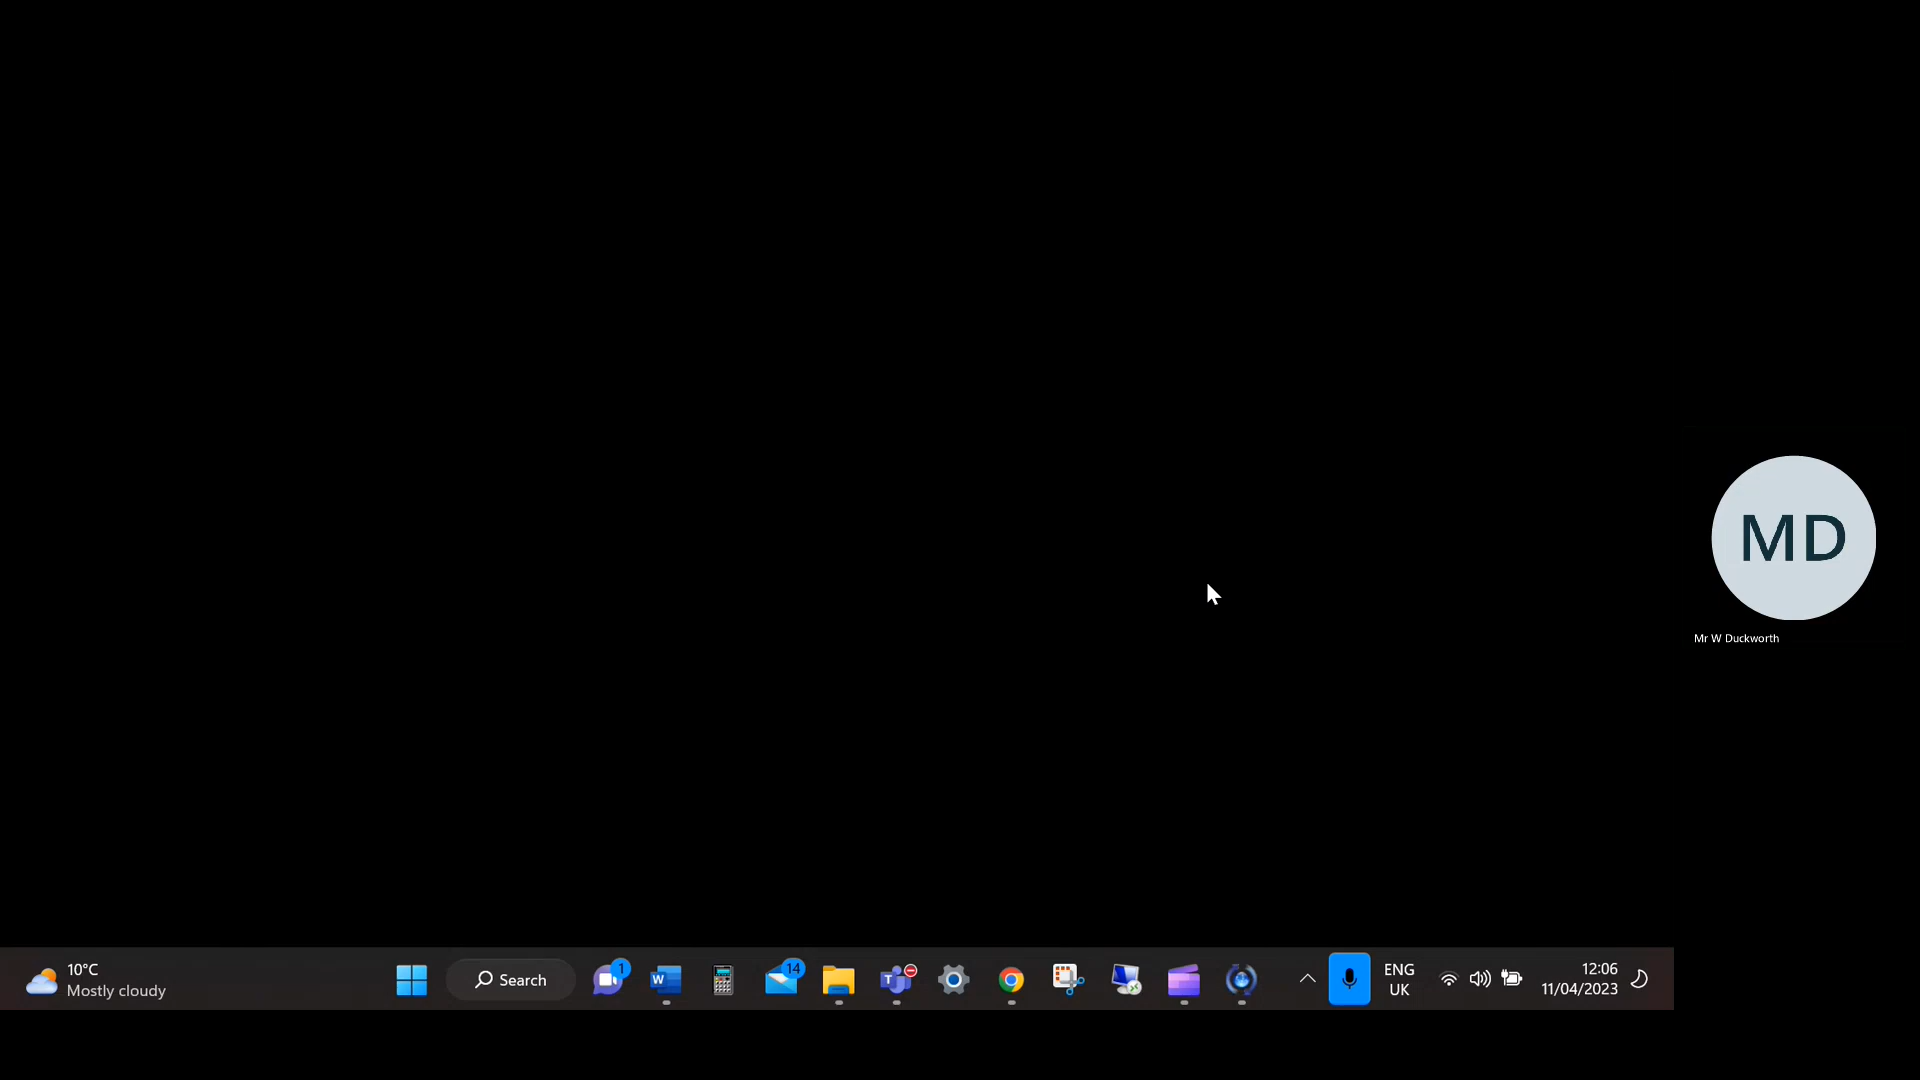 MD
Mr W Duckworth
10°C
Mostly cloudy
Search
1
W
14
T
ENG
UK
12:06
11/04/2023